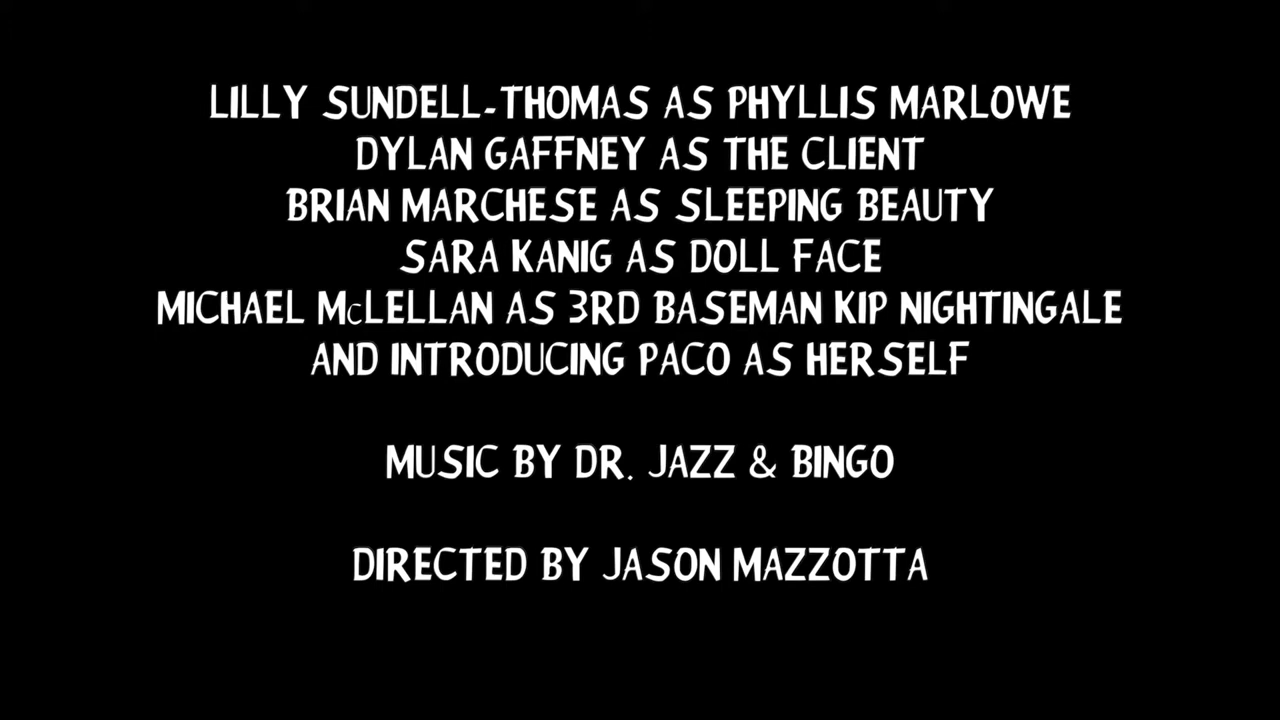 LILLY SUNDELL-THOMAS AS PHYLLIS MARLOWE
DYLAN GAFFNEY AS THE CLIENT
BRIAN MARCHESE AS SLEEPING BEAUTY
SARA KANIG AS DOLL FACE
MICHAEL McLELLAN AS 3RD BASEMAN KIP NIGHTINGALE
AND INTRODUCING PACO AS HERSELF
MUSIC BY DR. JAZZ & BINGO
DIRECTED BY JASON MAZZOTTA